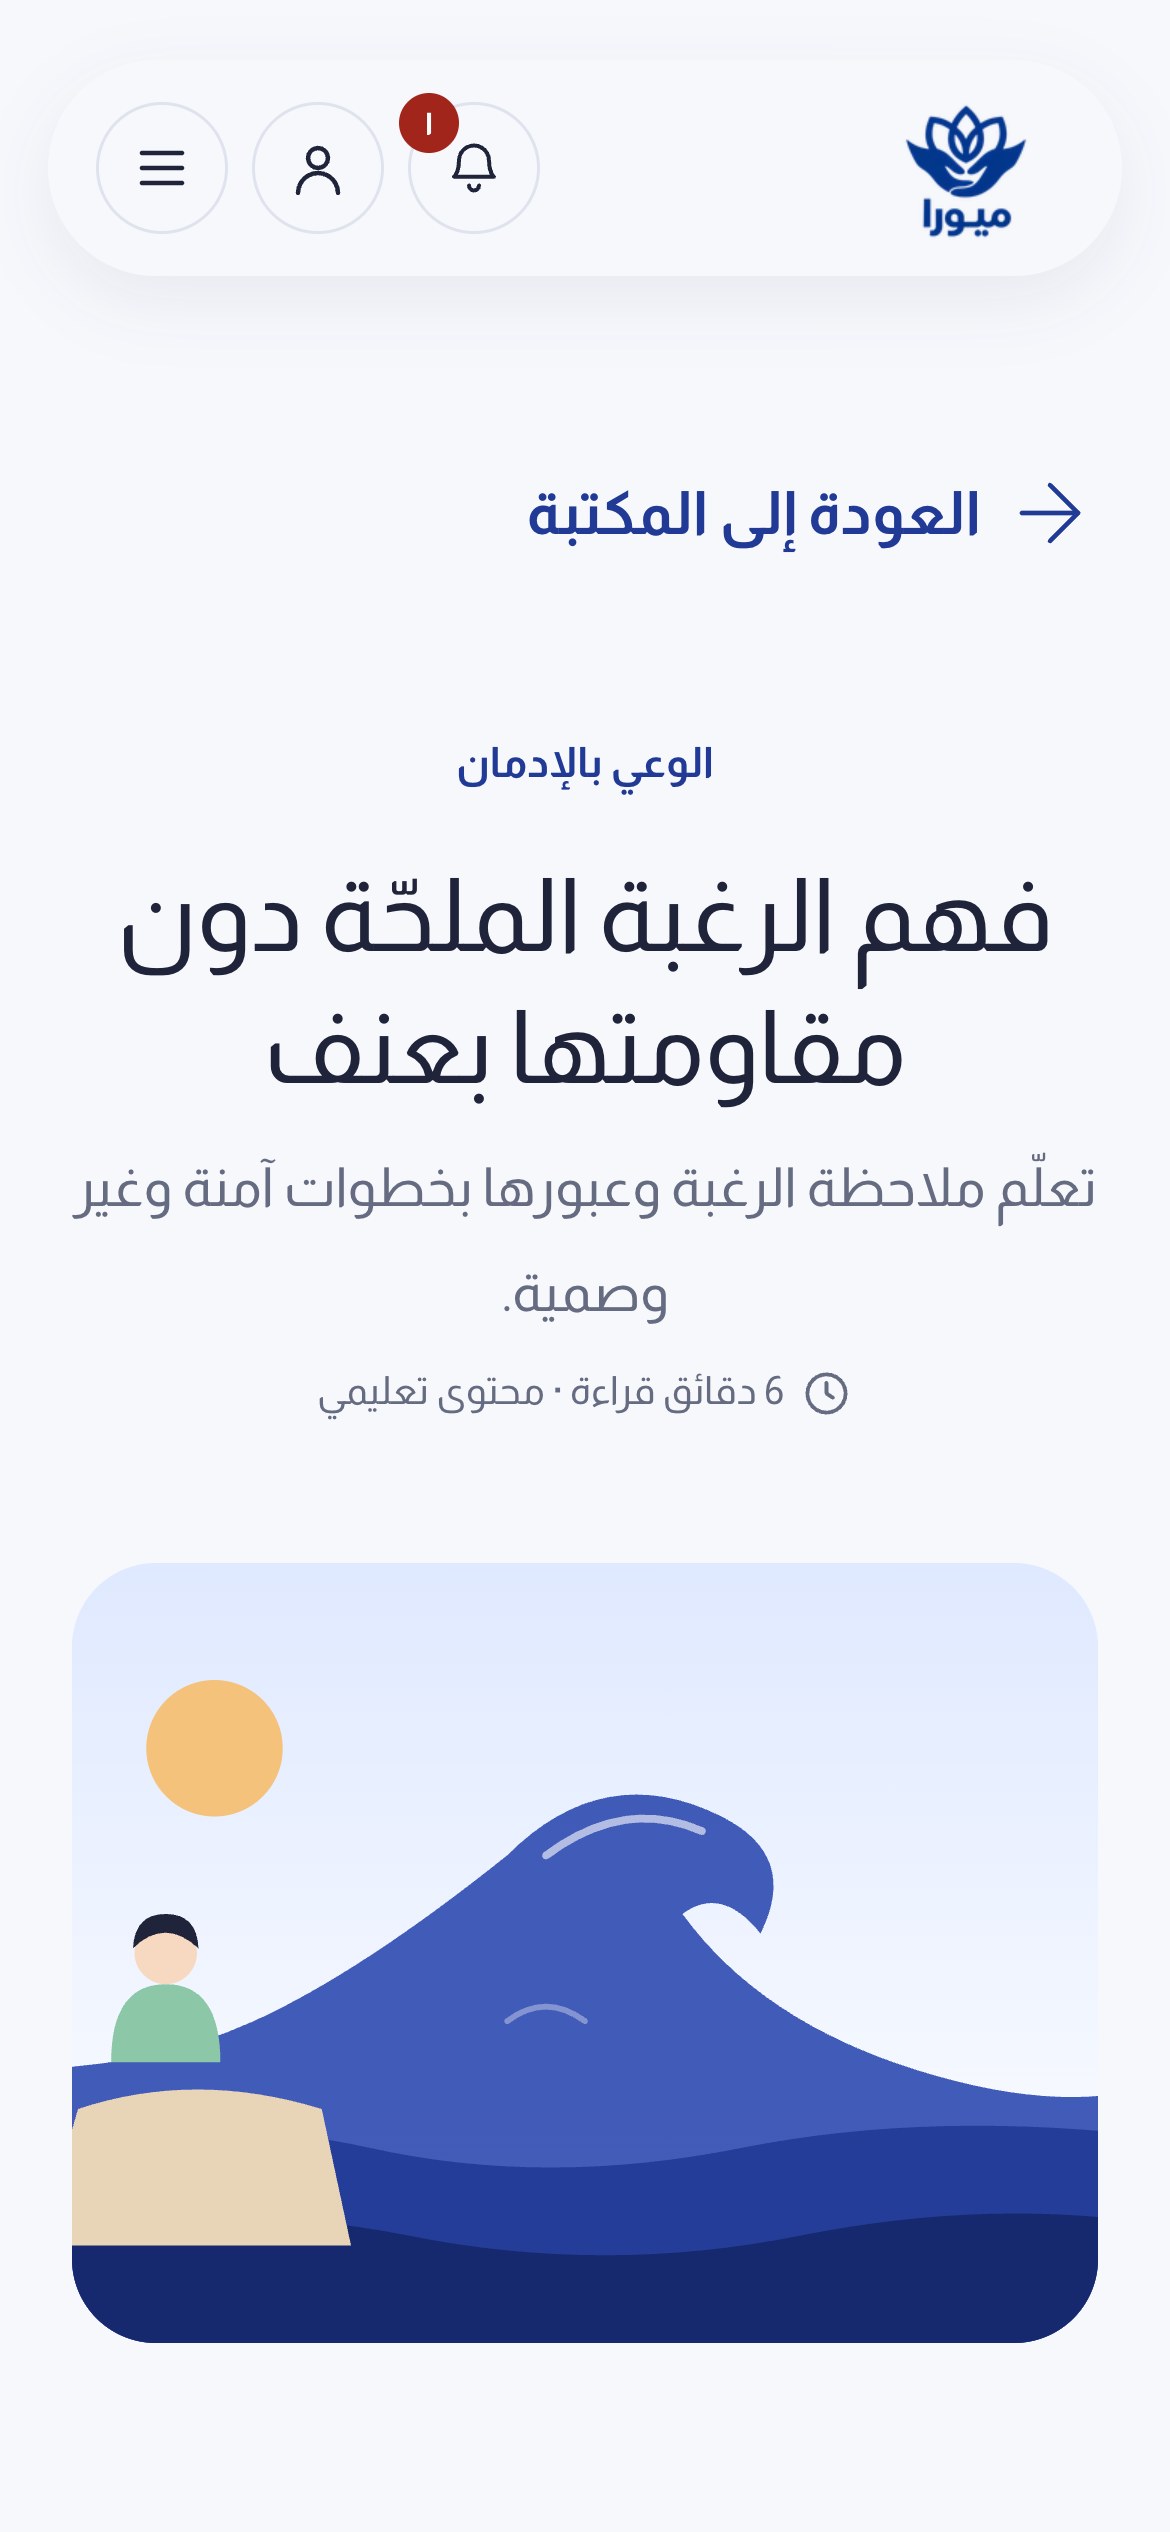 ١
ميورا
العودة إلى المكتبة
الوعي بالإدمان
فهم الرغبة الملحّة دون
مقاومتها بعنف
تعلّم ملاحظة الرغبة وعبورها بخطوات آمنة وغير
وصمية.
6 دقائق قراءة · محتوى تعليمي